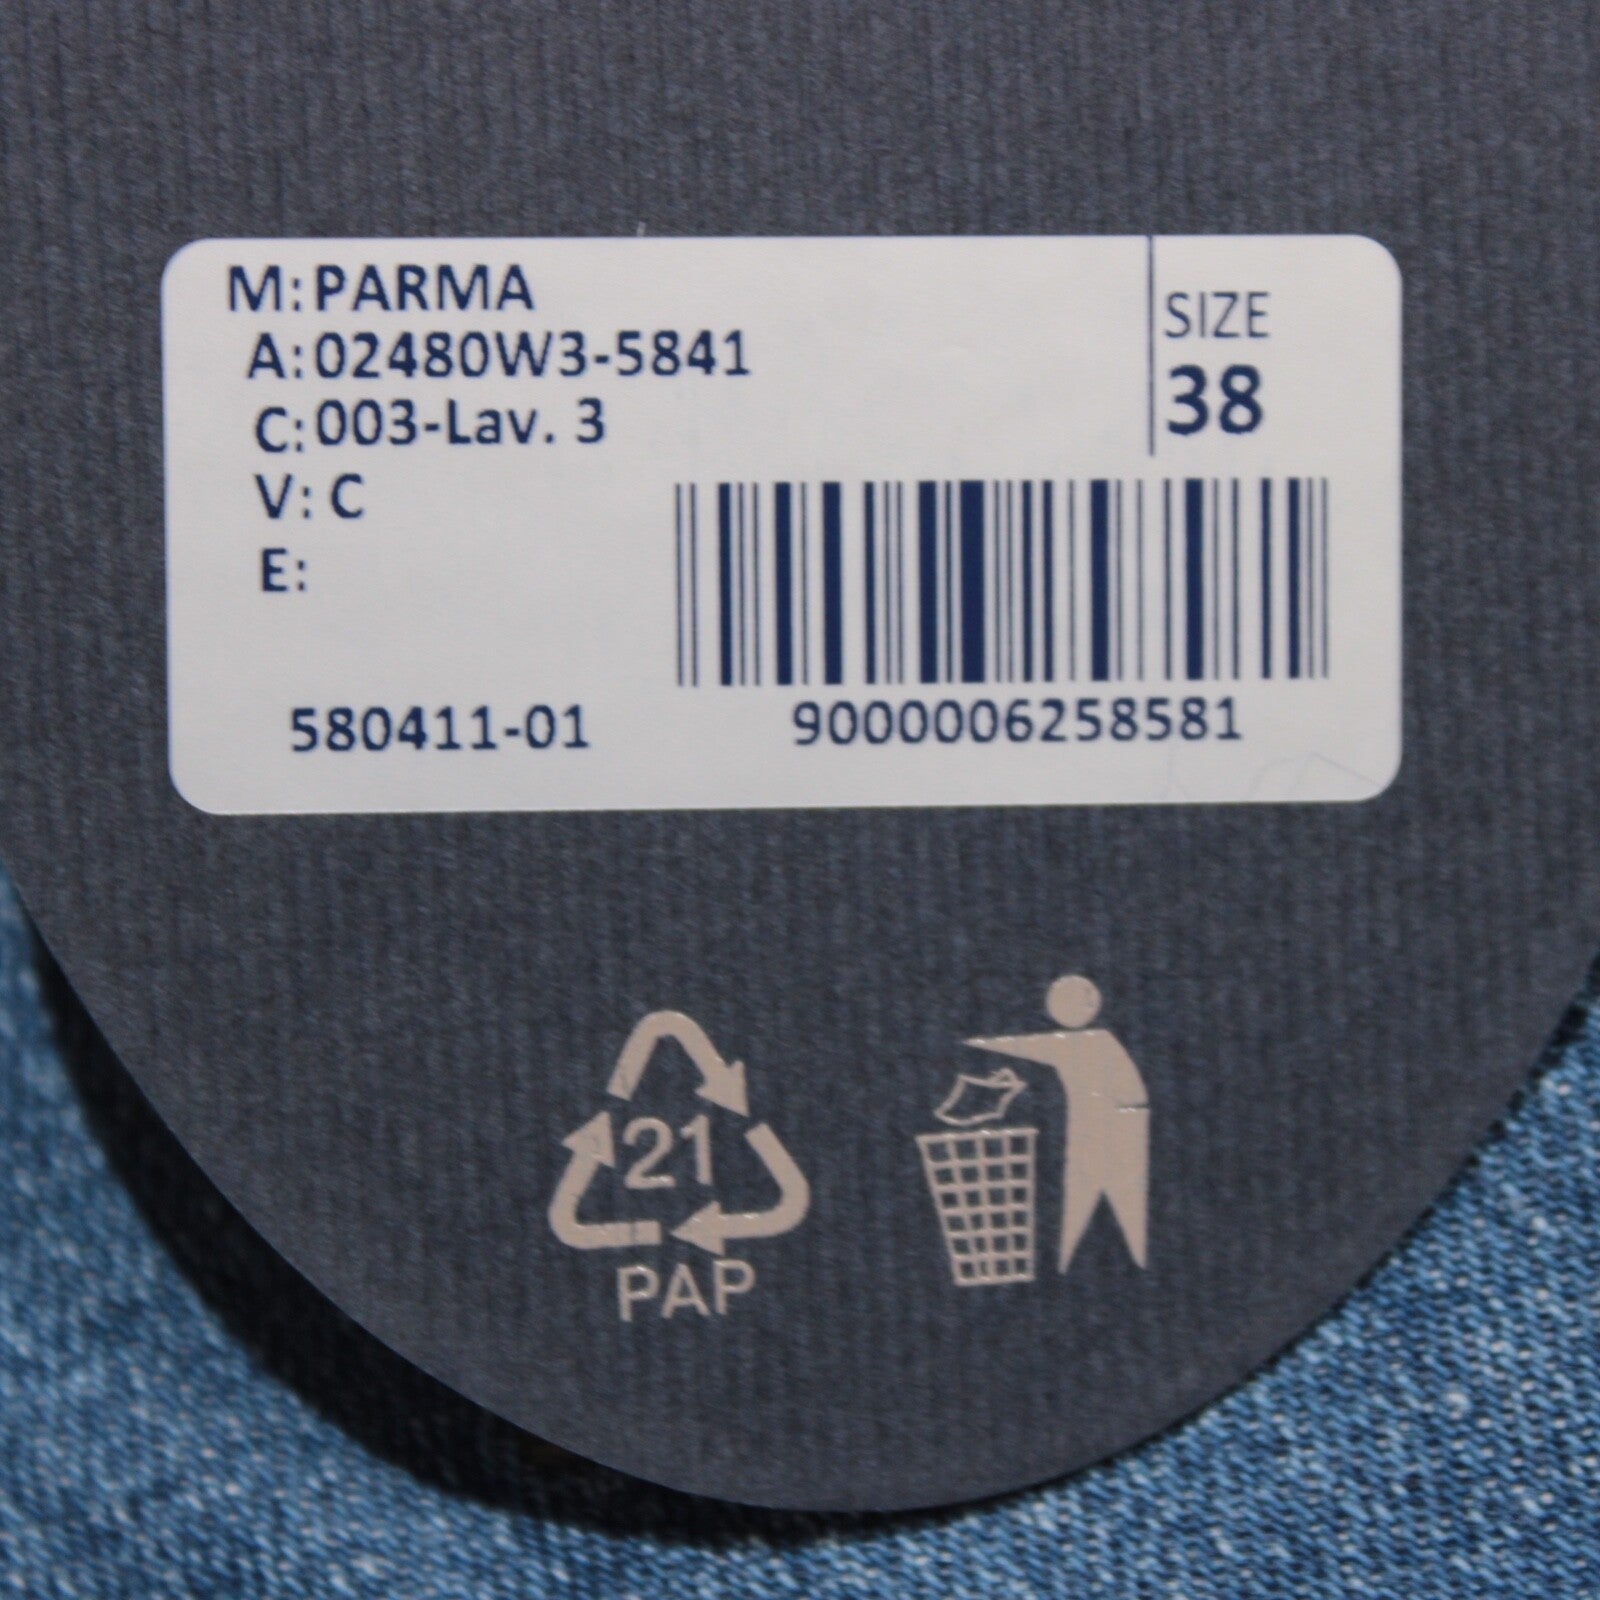 M: PARMA
A: 02480W3-5841
C: 003-Lav. 3
V: C
E:
SIZE
38
580411-01
9000006258581
21
PAP